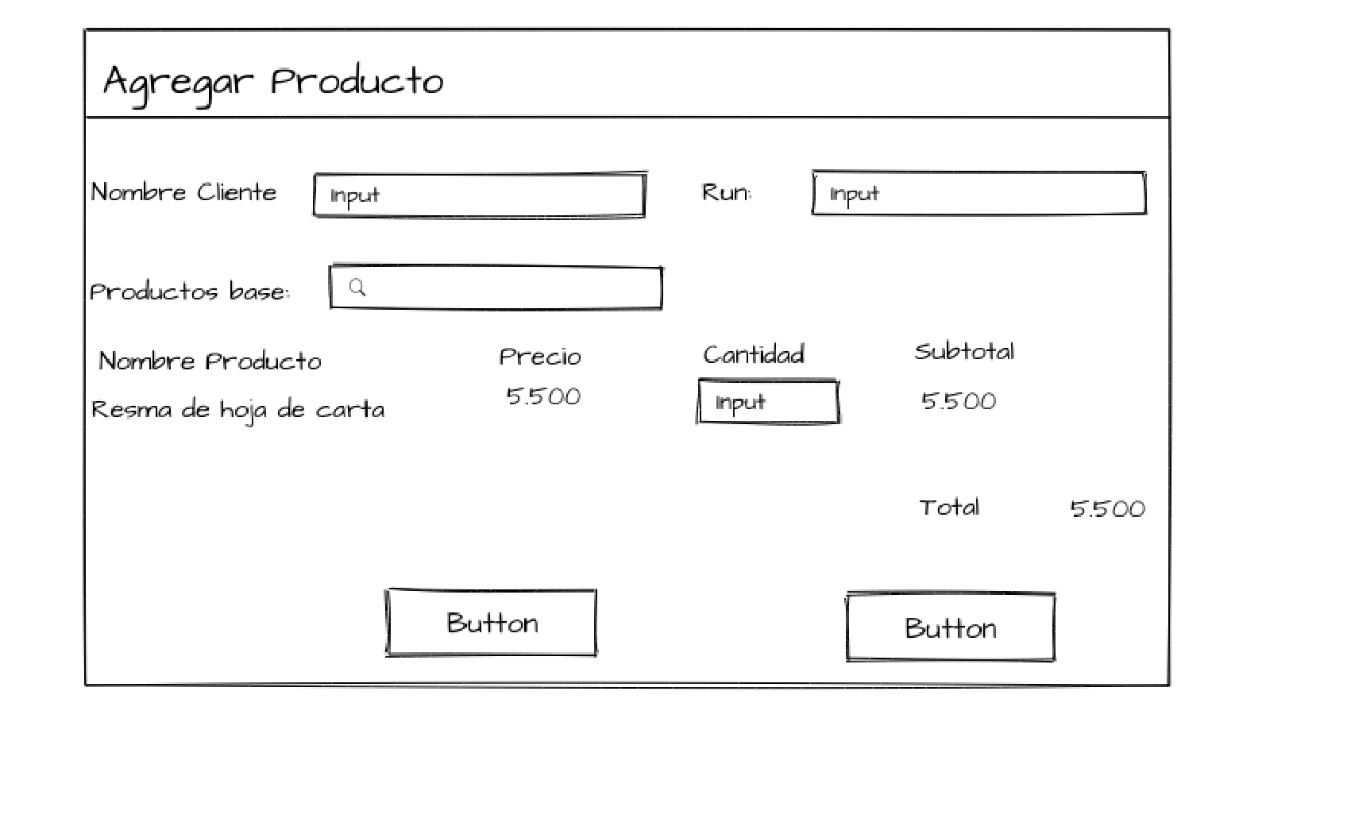 Agregar Producto
Nombre Cliente Input Run: Input
Productos base:
Nombre Producto Precio Cantidad Subtotal
Resma de hoja de carta 5.500 Input 5.500
Total 5.500
Button Button